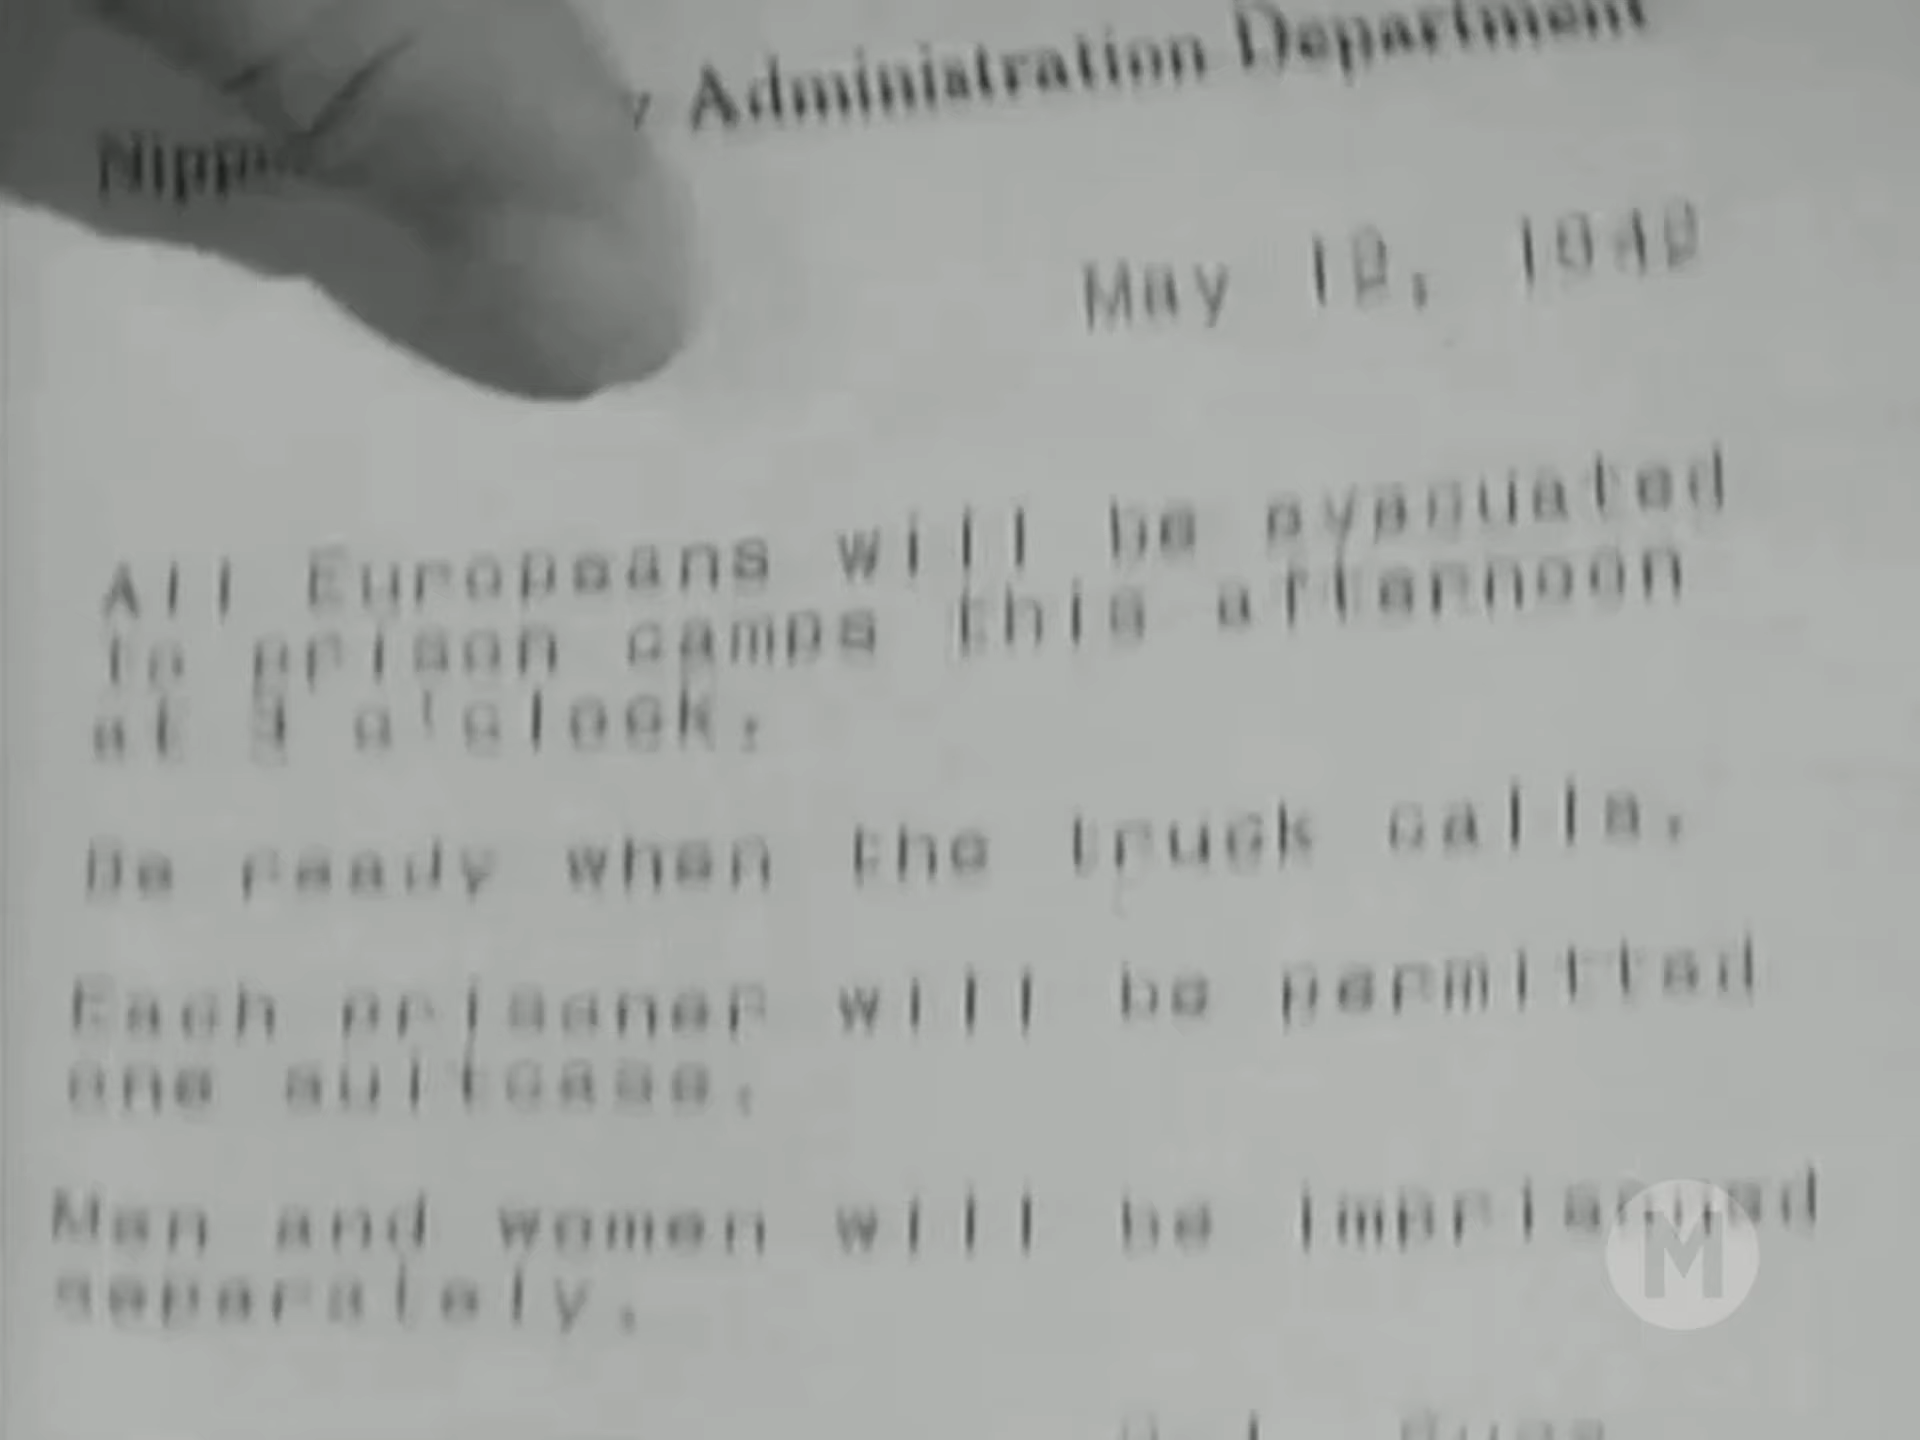 Administration Department
May 12, 1942
All Europeans will be evacuated
to prison camps this afternoon
at 3 o'clock.
Be ready when the truck calls.
Each prisoner will be permitted
one suitcase.
Men and women will be imprisoned
separately.
M